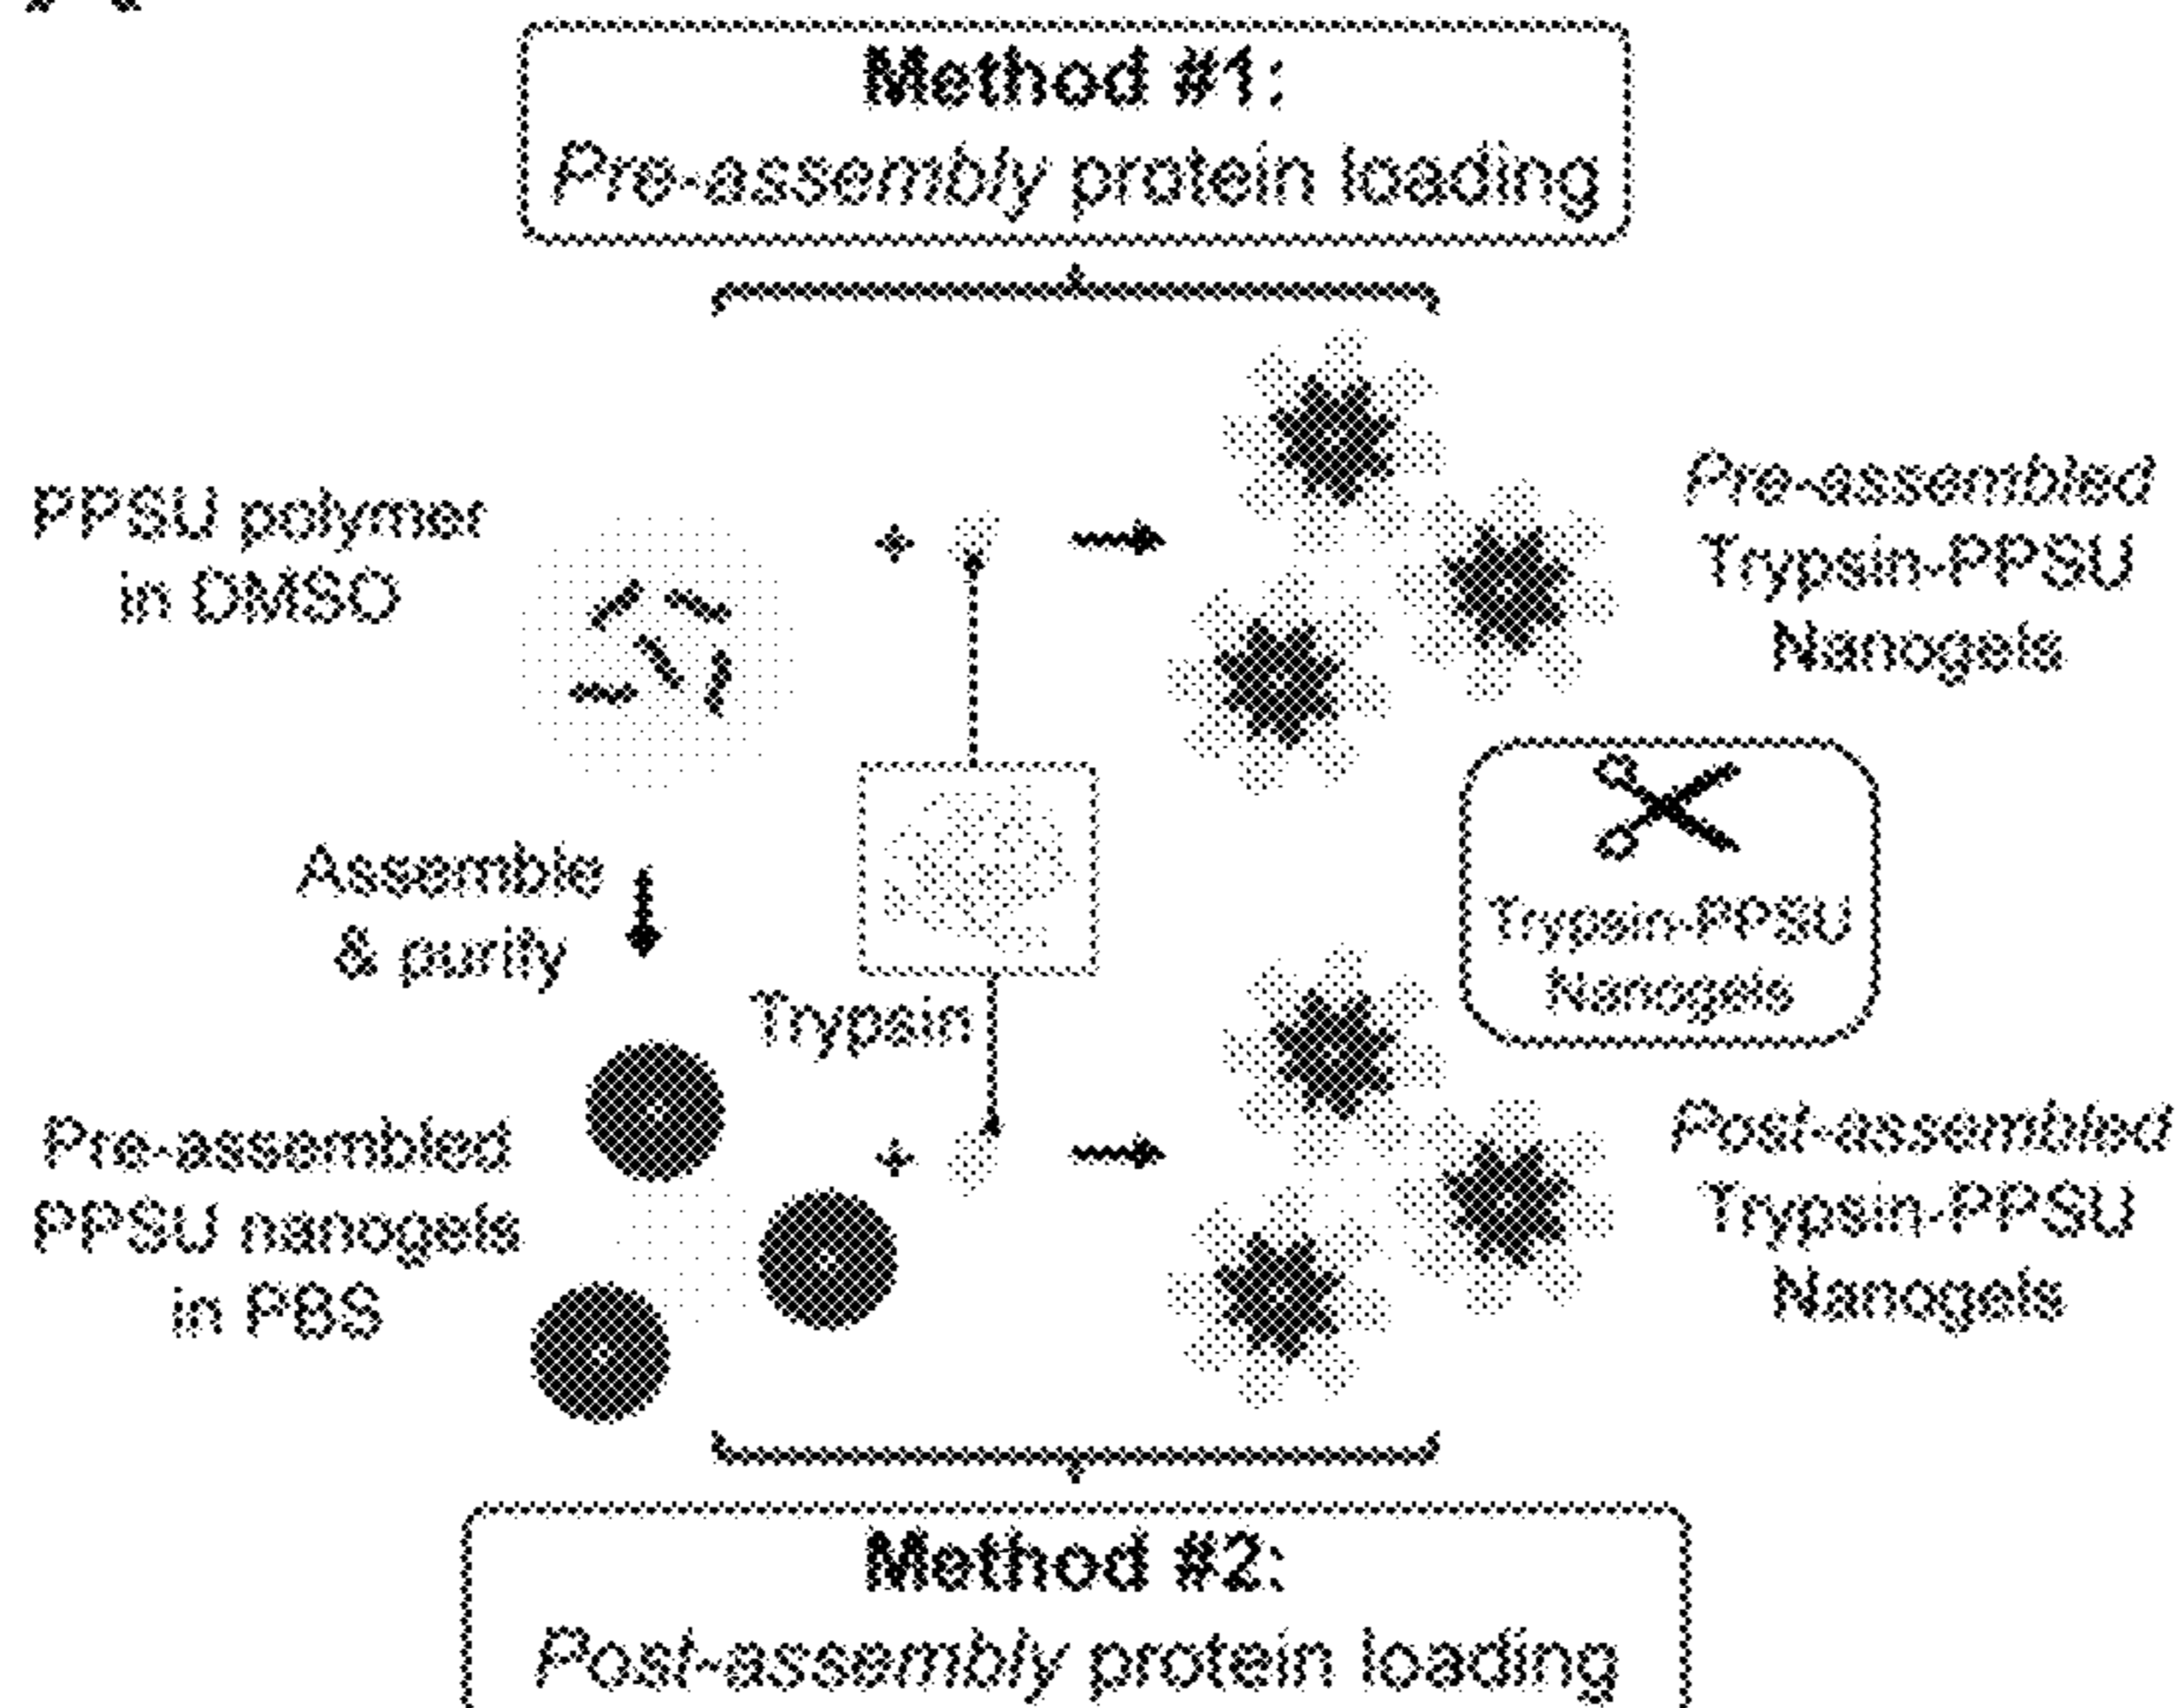 Method #1:
Pre-assembly protein loading
PPSU polymer
in DMSO
Pre-assembled
Trypsin-PPSU
Nanogels
Assemble
& purify
Trypsin
Trypsin-PPSU
Nanogels
Pre-assembled
PPSU nanogels
in PBS
Post-assembled
Trypsin-PPSU
Nanogels
Method #2:
Post-assembly protein loading